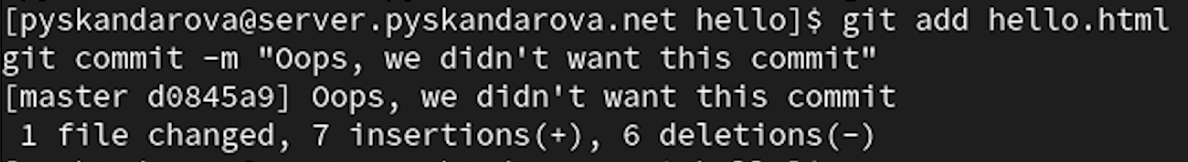 [pyskandarova@server.pyskandarova.net hello]$ git add hello.html
git commit -m "Oops, we didn't want this commit"
[master d0845a9] Oops, we didn't want this commit
 1 file changed, 7 insertions(+), 6 deletions(-)